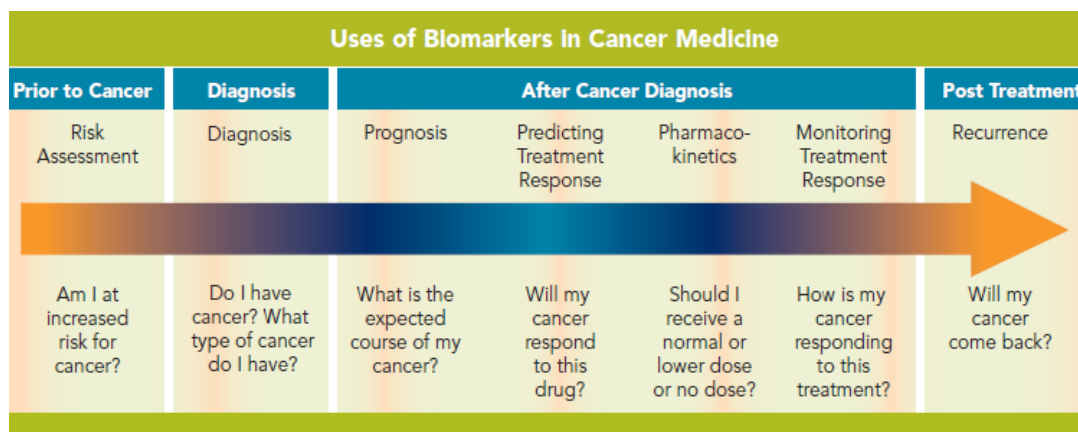 Uses of Biomarkers in Cancer Medicine
Prior to Cancer
Diagnosis
After Cancer Diagnosis
Post Treatment
Risk
Assessment
Diagnosis
Prognosis
Predicting
Treatment
Response
Pharmaco-
kinetics
Monitoring
Treatment
Response
Recurrence
Am I at
increased
risk for
cancer?
Do I have
cancer? What
type of cancer
do I have?
What is the
expected
course of my
cancer?
Will my
cancer
respond
to this
drug?
Should I
receive a
normal or
lower dose
or no dose?
How is my
cancer
responding
to this
treatment?
Will my
cancer
come back?